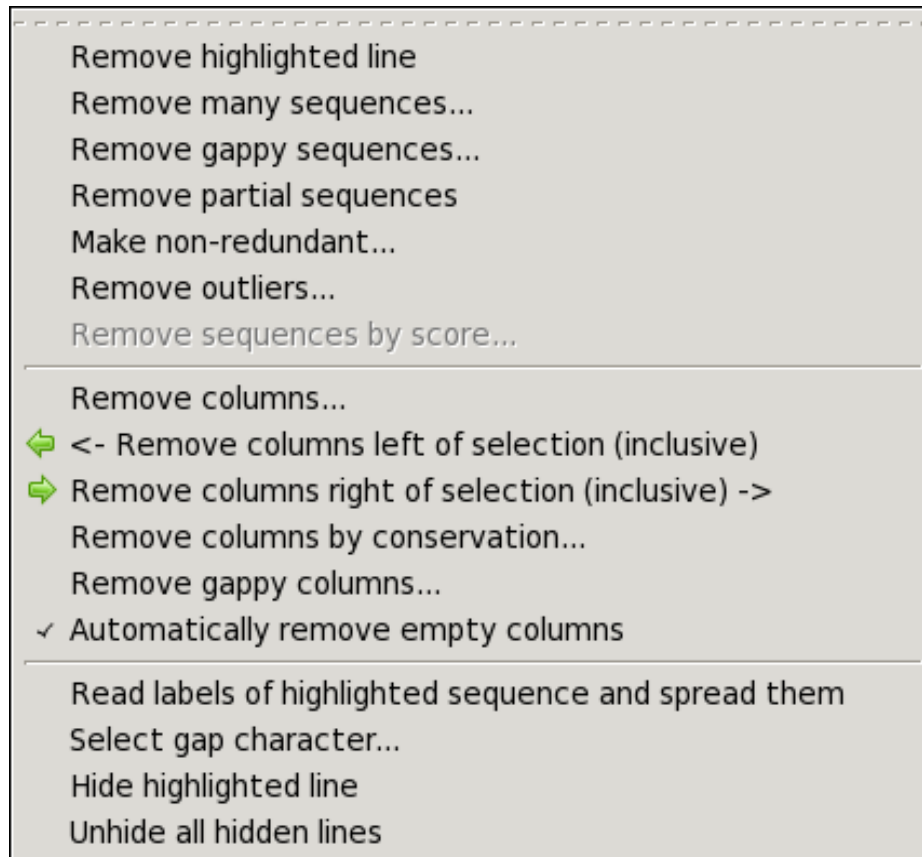 Remove highlighted line
Remove many sequences...
Remove gappy sequences...
Remove partial sequences
Make non-redundant...
Remove outliers...
Remove sequences by score...
Remove columns...
<- Remove columns left of selection (inclusive)
Remove columns right of selection (inclusive) ->
Remove columns by conservation...
Remove gappy columns...
Automatically remove empty columns
Read labels of highlighted sequence and spread them
Select gap character...
Hide highlighted line
Unhide all hidden lines